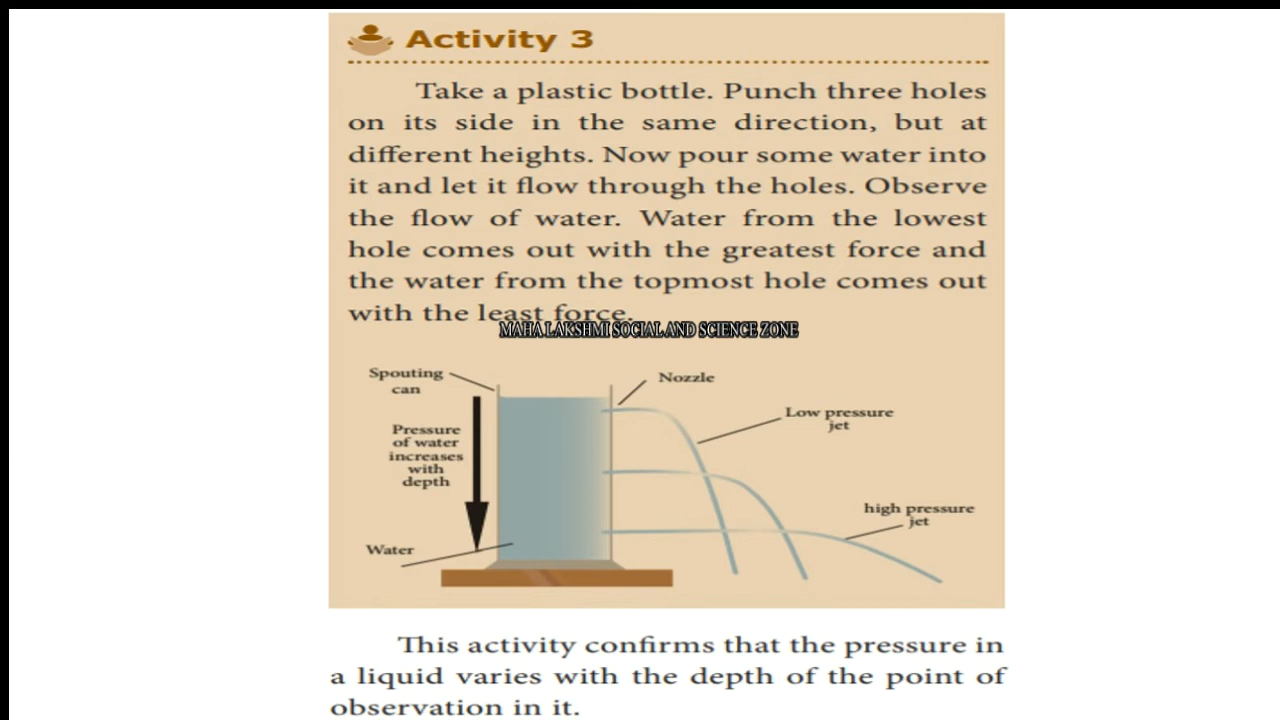 Activity 3
Take a plastic bottle. Punch three holes
on its side in the same direction, but at
different heights. Now pour some water into
it and let it flow through the holes. Observe
the flow of water. Water from the lowest
hole comes out with the greatest force and
the water from the topmost hole comes out
with the least force.
MAHA LAKSHMI SOCIAL AND SCIENCE ZONE
Spouting
can
Nozzle
Low pressure
jet
Pressure
of water
increases
with
depth
high pressure
jet
Water
This activity confirms that the pressure in
a liquid varies with the depth of the point of
observation in it.